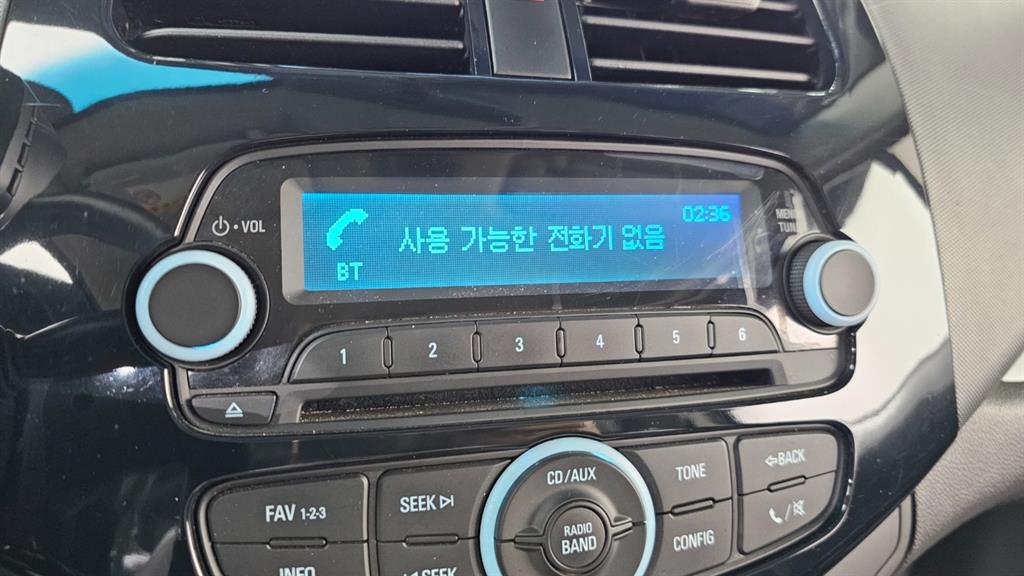 02:36
사용 가능한 전화기 없음
BT
VOL
MENU
TUNE
1 2 3 4 5 6
CD/AUX
FAV 1-2-3
SEEK
TONE
BACK
RADIO
BAND
CONFIG
INFO
SEEK